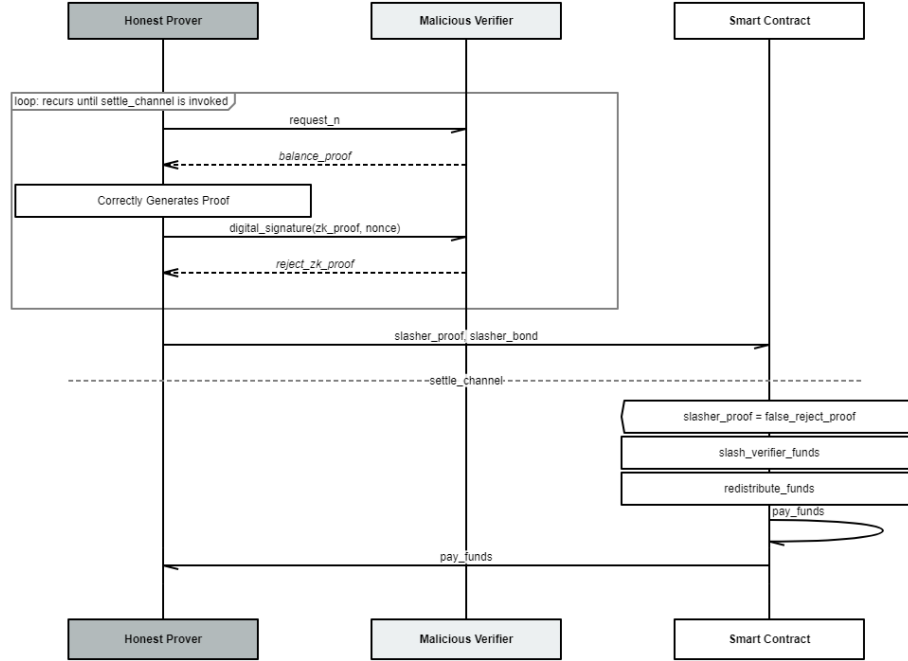 Honest Prover
Malicious Verifier
Smart Contract
loop: recurs until settle_channel is invoked
request_n
balance_proof
Correctly Generates Proof
digital_signature(zk_proof, nonce)
reject_zk_proof
slasher_proof, slasher_bond
settle_channel
slasher_proof = false_reject_proof
slash_verifier_funds
redistribute_funds
pay_funds
pay_funds
Honest Prover
Malicious Verifier
Smart Contract